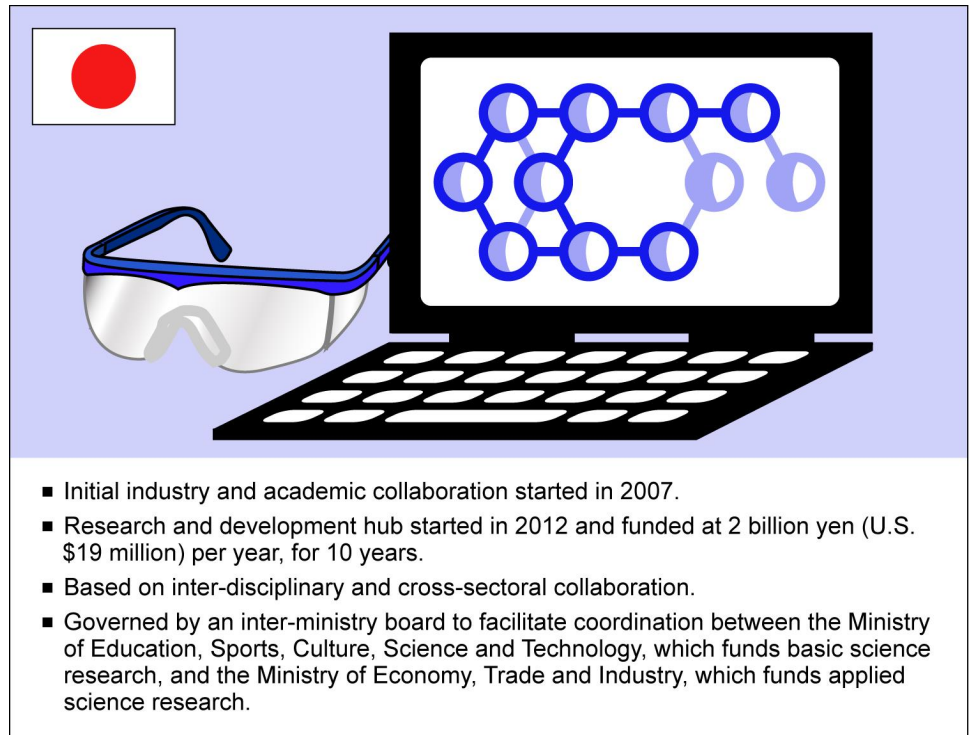 ▪ Initial industry and academic collaboration started in 2007.
▪ Research and development hub started in 2012 and funded at 2 billion yen (U.S.
$19 million) per year, for 10 years.
▪ Based on inter-disciplinary and cross-sectoral collaboration.
▪ Governed by an inter-ministry board to facilitate coordination between the Ministry
of Education, Sports, Culture, Science and Technology, which funds basic science
research, and the Ministry of Economy, Trade and Industry, which funds applied
science research.